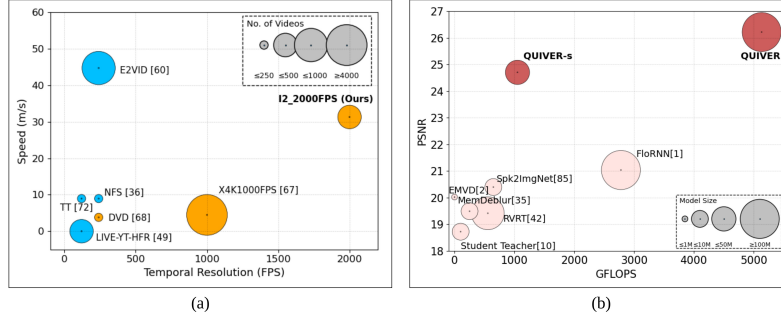 60
50
40
30
20
10
0
Speed (m/s)
No. of Videos
≤250 ≤500 ≤1000 ≥4000
E2VID [60]
I2_2000FPS (Ours)
NFS [36]
TT [72]
DVD [68]
X4K1000FPS [67]
LIVE-YT-HFR [49]
0 500 1000 1500 2000
Temporal Resolution (FPS)
(a)
27
26
25
24
23
22
21
20
19
18
PSNR
QUIVER-s
QUIVER
FloRNN[1]
Spk2ImgNet[85]
EMVD[2]
MemDeblur[35]
RVRT[42]
Student Teacher[10]
Model Size
≤1M ≤10M ≤50M ≥100M
0 1000 2000 3000 4000 5000
GFLOPS
(b)